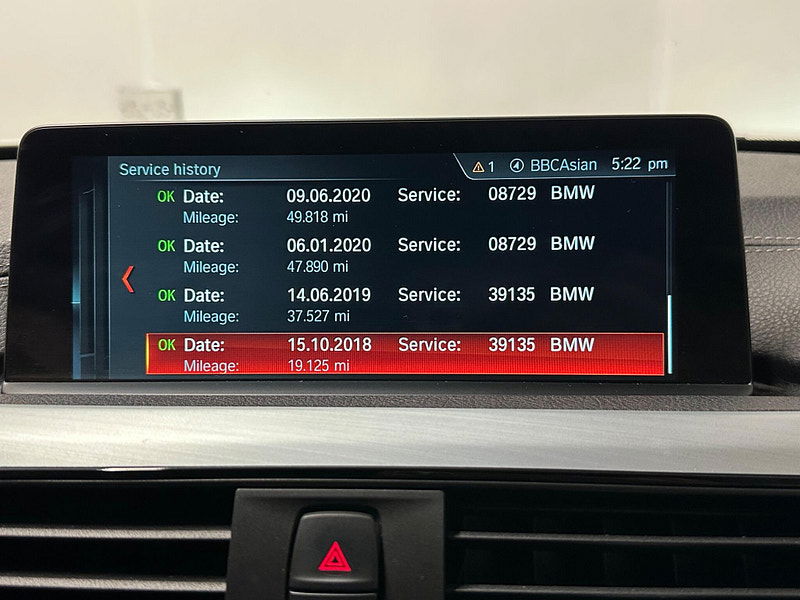 Service history 1 4 BBCAsian 5:22 pm
OK Date: 09.06.2020 Service: 08729 BMW
Mileage: 49.818 mi
OK Date: 06.01.2020 Service: 08729 BMW
Mileage: 47.890 mi
OK Date: 14.06.2019 Service: 39135 BMW
Mileage: 37.527 mi
OK Date: 15.10.2018 Service: 39135 BMW
Mileage: 19.125 mi